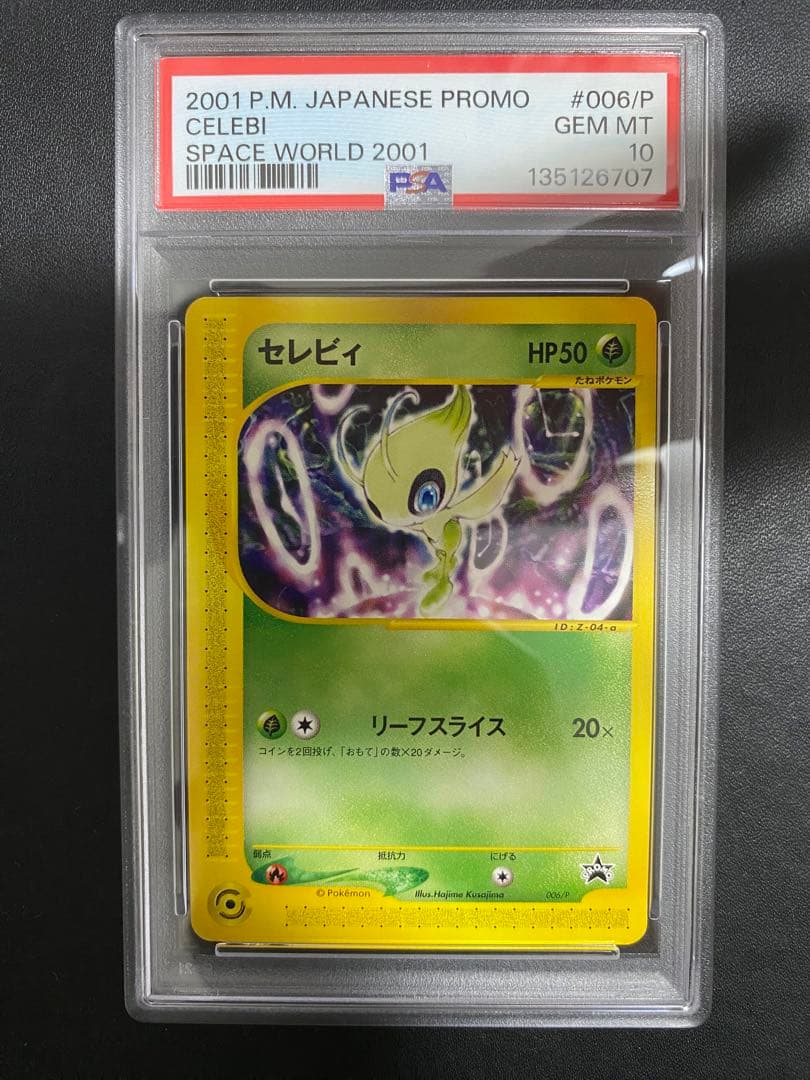 2001 P.M. JAPANESE PROMO #006/P
CELEBI GEM MT
SPACE WORLD 2001 10
PSA 135126707
セレビィ HP50
たねポケモン
ID:Z-04-a
リーフスライス 20×
コインを2回投げ、「おもて」の数×20ダメージ。
弱点 抵抗力 にげる
PROMO
© Pokémon Illus.Hajime Kusajima 006/P